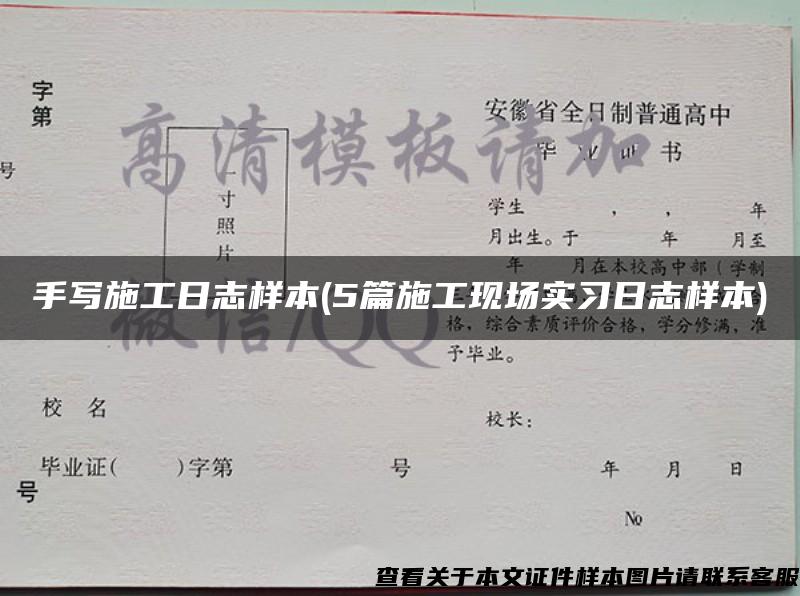 字
第
号
高清模板请加
一寸照片
安徽省全日制普通高中
毕业证书
学生 , , 年
月出生。于 年 月至
年 月在本校高中部(学制
手写施工日志样本(5篇施工现场实习日志样本)
微信/QQ
格,综合素质评价合格,学分修满,准
予毕业。
校 名
校长:
毕业证( )字第 号
年 月 日
号
№
查看关于本文证件样本图片请联系客服